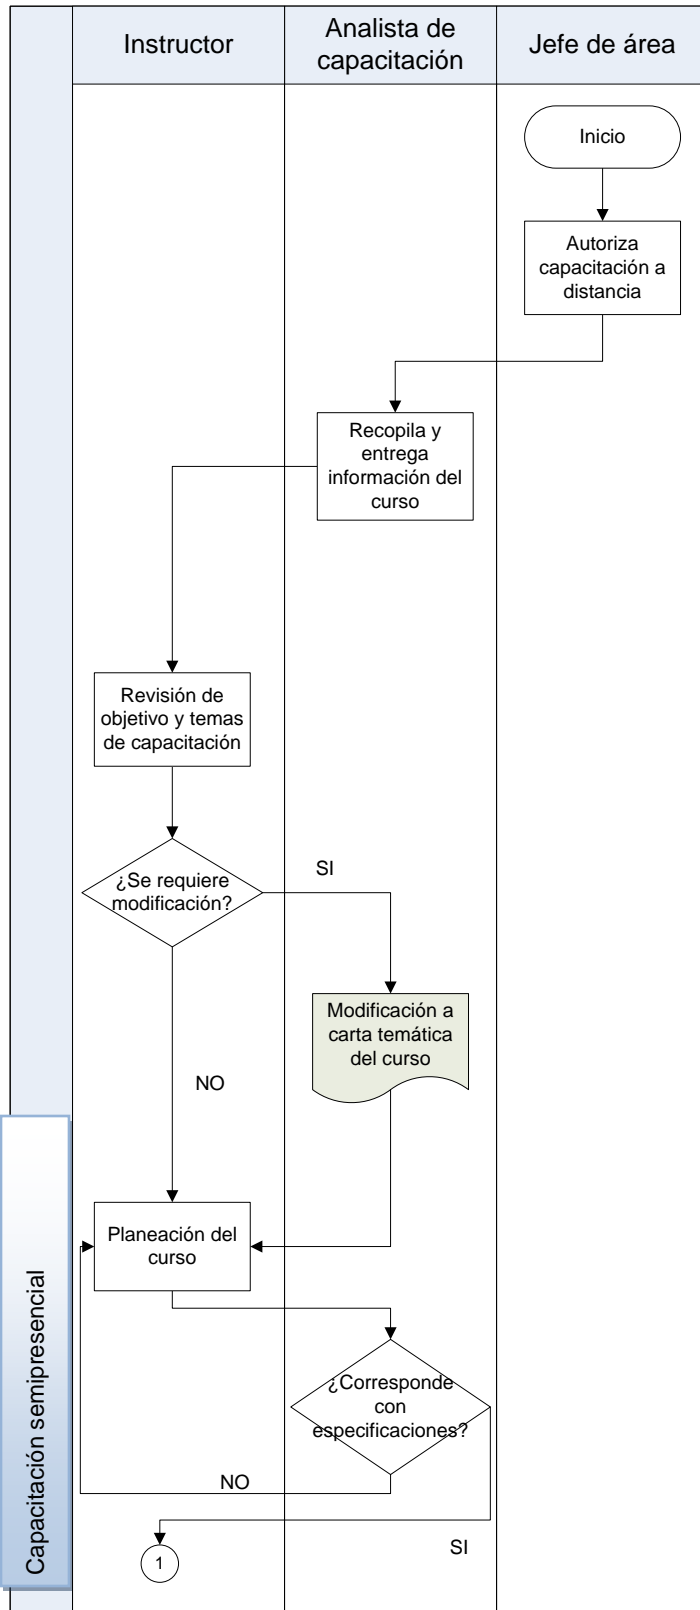 Instructor
Analista de
capacitación
Jefe de área
Inicio
Autoriza
capacitación a
distancia
Recopila y
entrega
información del
curso
Revisión de
objetivo y temas
de capacitación
¿Se requiere
modificación?
SI
Modificación a
carta temática
del curso
NO
Planeación del
curso
¿Corresponde
con
especificaciones?
NO
SI
1
Capacitación semipresencial